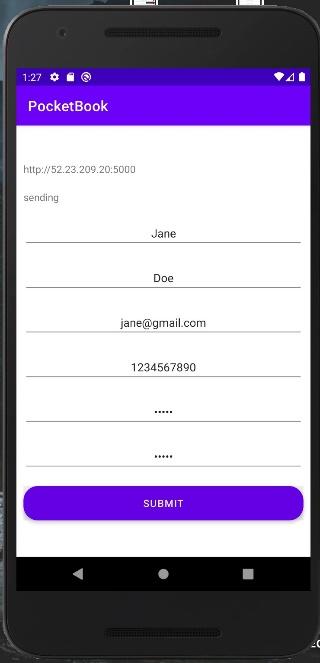 1:27
PocketBook
http://52.23.209.20:5000
sending
Jane
Doe
jane@gmail.com
1234567890
•••••
•••••
SUBMIT